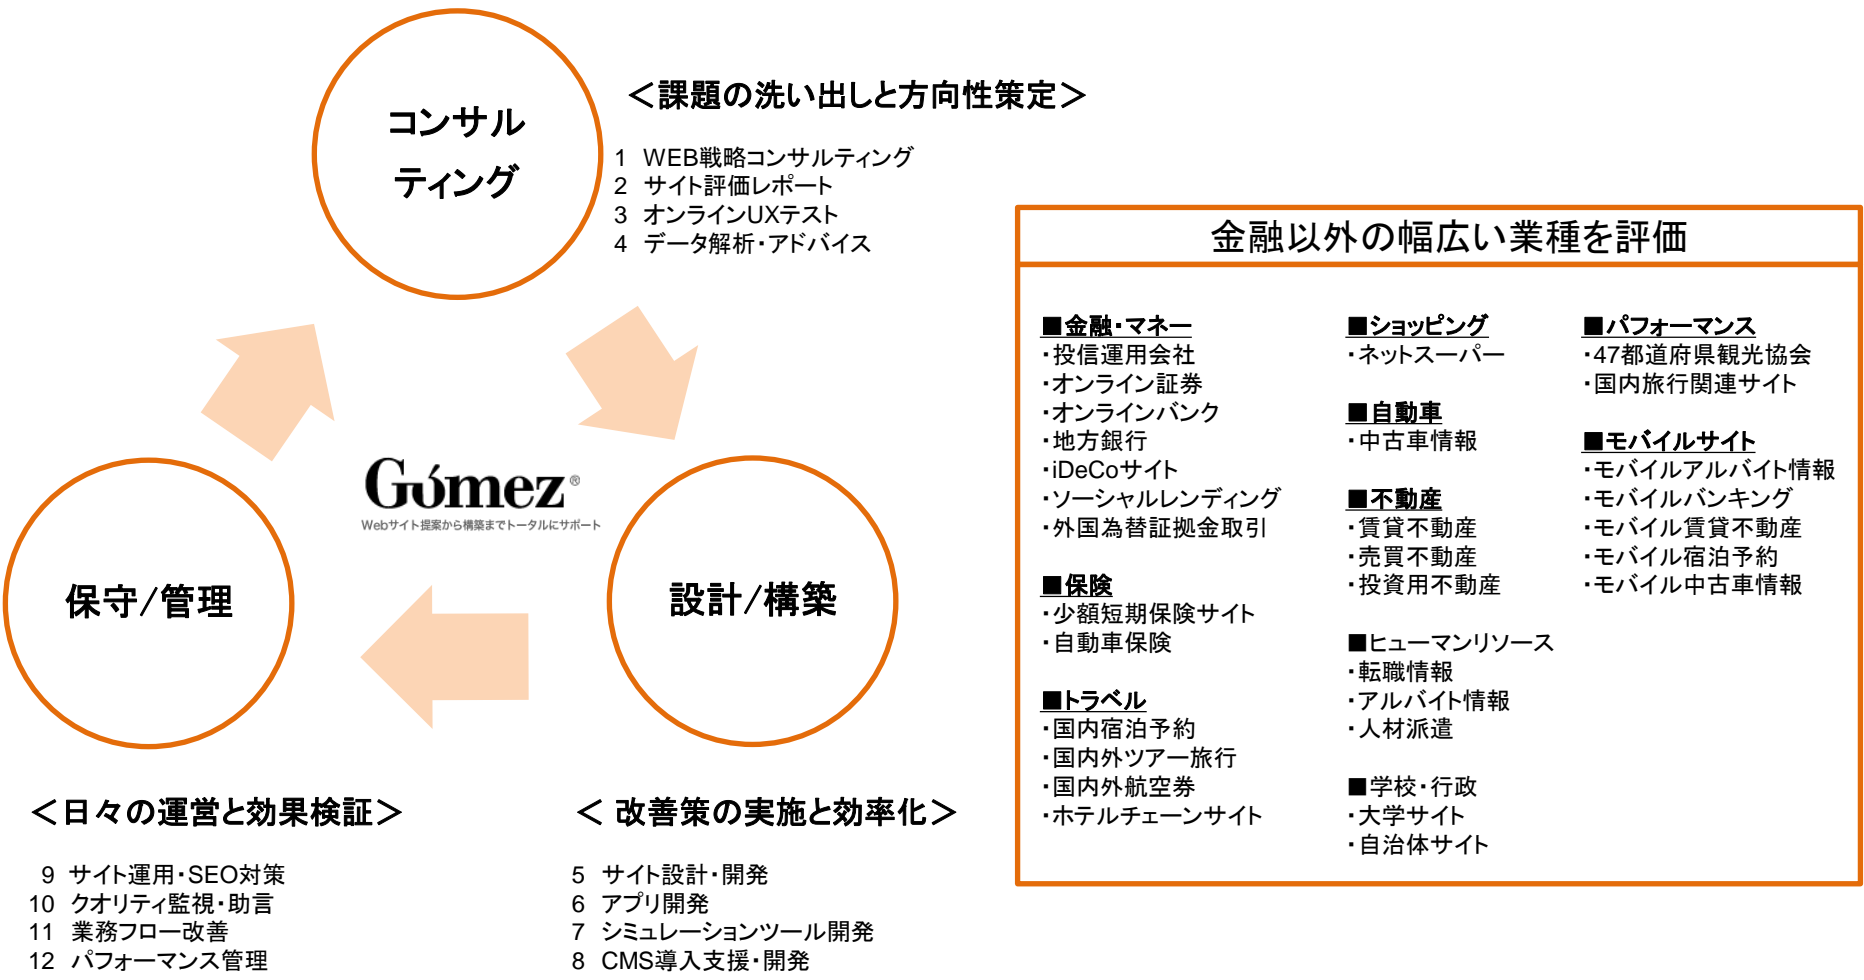 コンサル
ティング
＜課題の洗い出しと方向性策定＞
1 WEB戦略コンサルティング
2 サイト評価レポート
3 オンラインUXテスト
4 データ解析・アドバイス
Gómez®
Webサイト提案から構築までトータルにサポート
設計/構築
＜ 改善策の実施と効率化＞
5 サイト設計・開発
6 アプリ開発
7 シミュレーションツール開発
8 CMS導入支援・開発
保守/管理
＜日々の運営と効果検証＞
9 サイト運用・SEO対策
10 クオリティ監視・助言
11 業務フロー改善
12 パフォーマンス管理
金融以外の幅広い業種を評価
■金融・マネー
・投信運用会社
・オンライン証券
・オンラインバンク
・地方銀行
・iDeCoサイト
・ソーシャルレンディング
・外国為替証拠金取引
■保険
・少額短期保険サイト
・自動車保険
■トラベル
・国内宿泊予約
・国内外ツアー旅行
・国内外航空券
・ホテルチェーンサイト
■ショッピング
・ネットスーパー
■自動車
・中古車情報
■不動産
・賃貸不動産
・売買不動産
・投資用不動産
■ヒューマンリソース
・転職情報
・アルバイト情報
・人材派遣
■学校・行政
・大学サイト
・自治体サイト
■パフォーマンス
・47都道府県観光協会
・国内旅行関連サイト
■モバイルサイト
・モバイルアルバイト情報
・モバイルバンキング
・モバイル賃貸不動産
・モバイル宿泊予約
・モバイル中古車情報